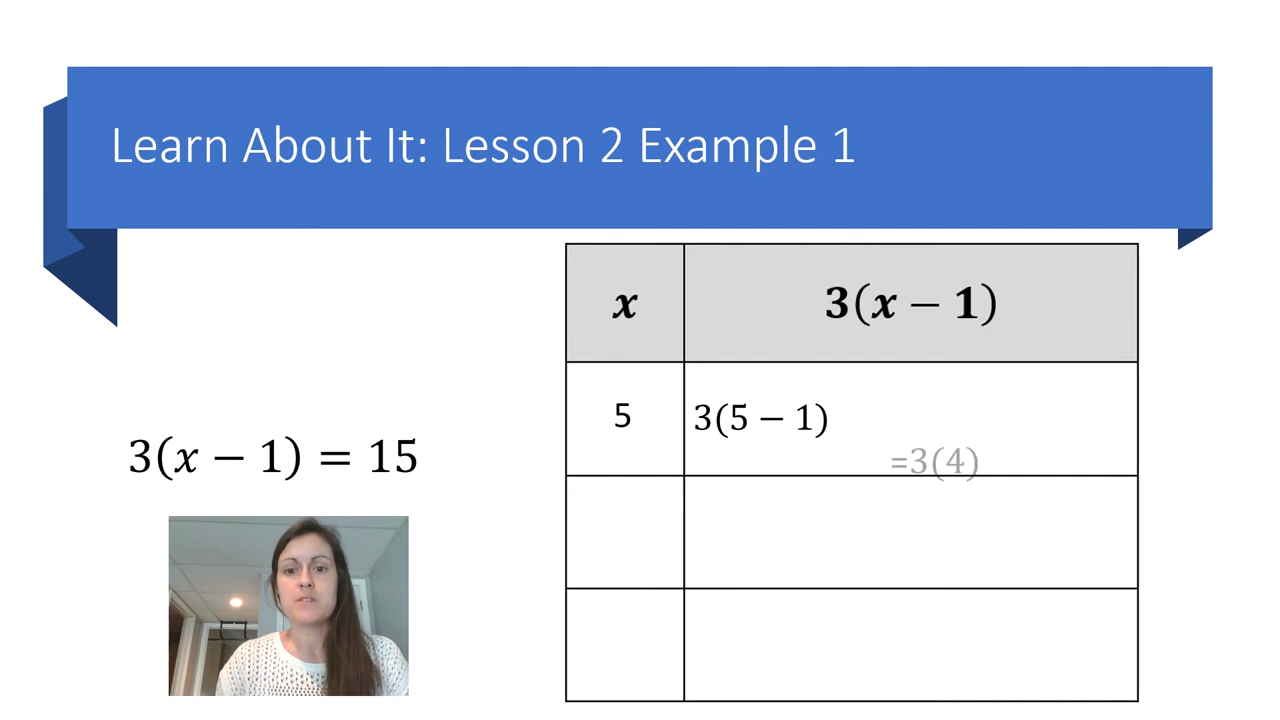 Learn About It: Lesson 2 Example 1
3(x − 1) = 15
x 3(x − 1)
5 3(5 − 1)
=3(4)